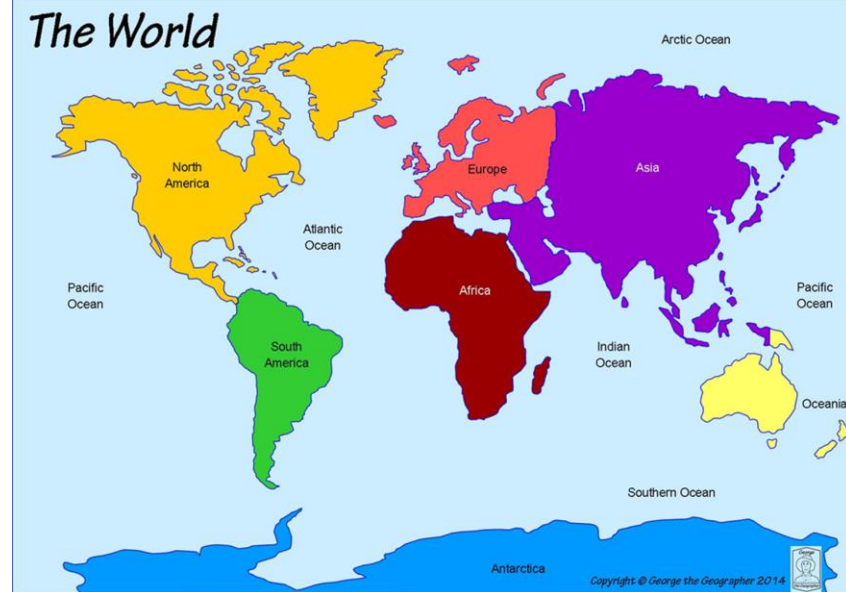 The World
Arctic Ocean
North
America
Europe
Asia
Atlantic
Ocean
Pacific
Ocean
Africa
Pacific
Ocean
South
America
Indian
Ocean
Oceania
Southern Ocean
Antarctica
George
Copyright © George the Geographer 2014